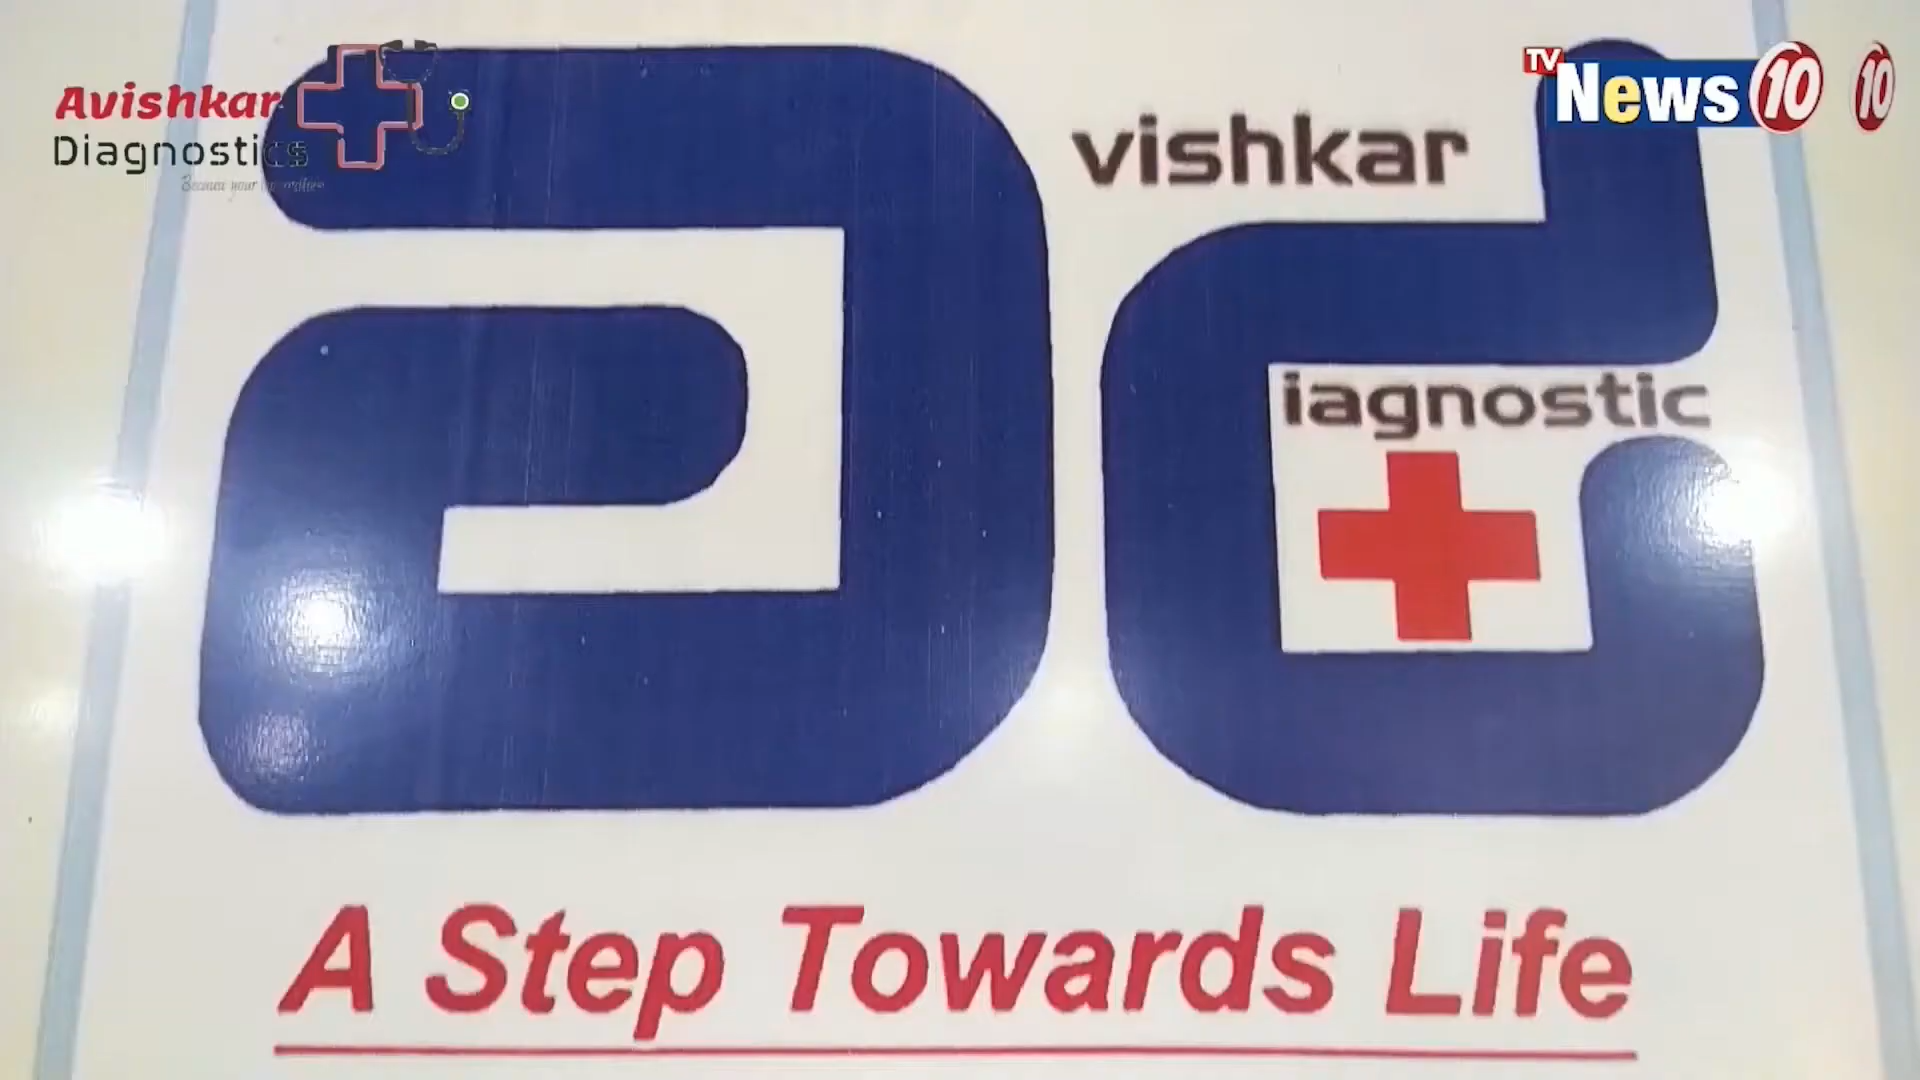 Avishkar
Diagnostics
TV
News 10
10
a vishkar
d iagnostic
A Step Towards Life